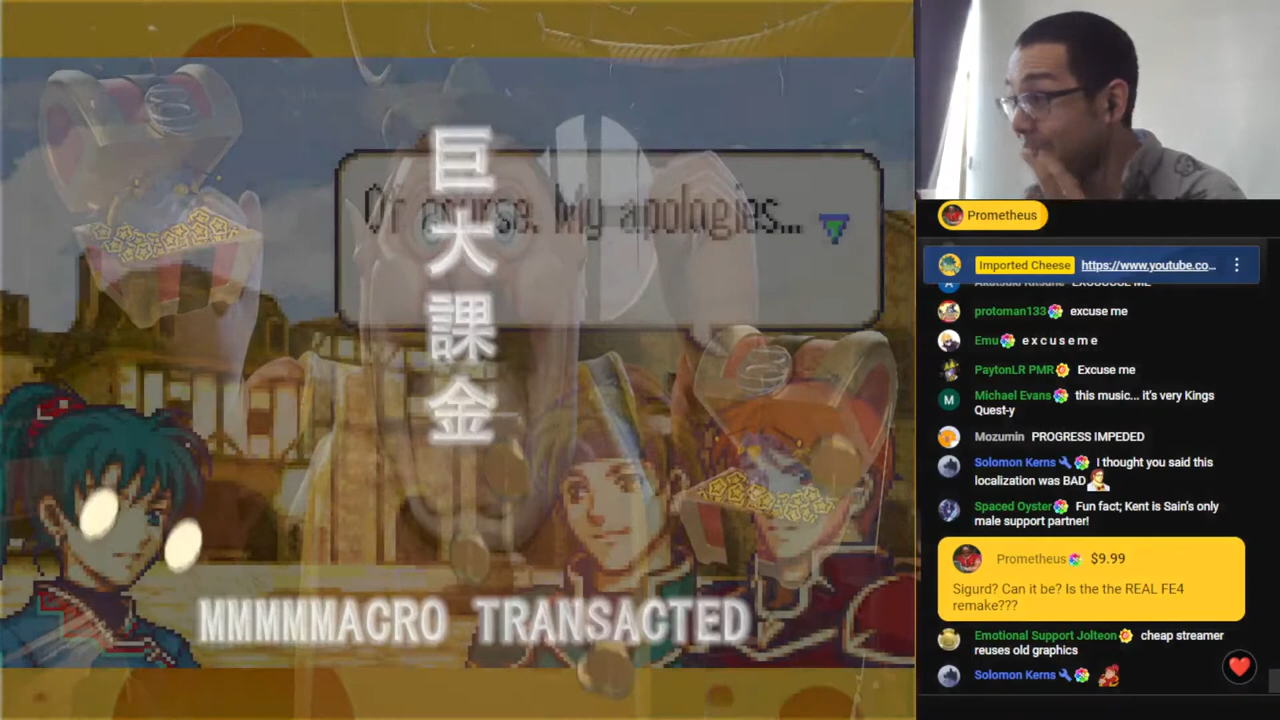 Of course. My apologies...
巨大課金
MMMMMACRO TRANSACTED
Prometheus
Imported Cheese https://www.youtube.co...
protoman133 excuse me
Emu e x c u s e m e
PaytonLR PMR Excuse me
Michael Evans this music... it's very Kings
Quest-y
Mozumin PROGRESS IMPEDED
Solomon Kerns I thought you said this
localization was BAD
Spaced Oyster Fun fact; Kent is Sain's only
male support partner!
Prometheus $9.99
Sigurd? Can it be? Is the the REAL FE4
remake???
Emotional Support Jolteon cheap streamer
reuses old graphics
Solomon Kerns